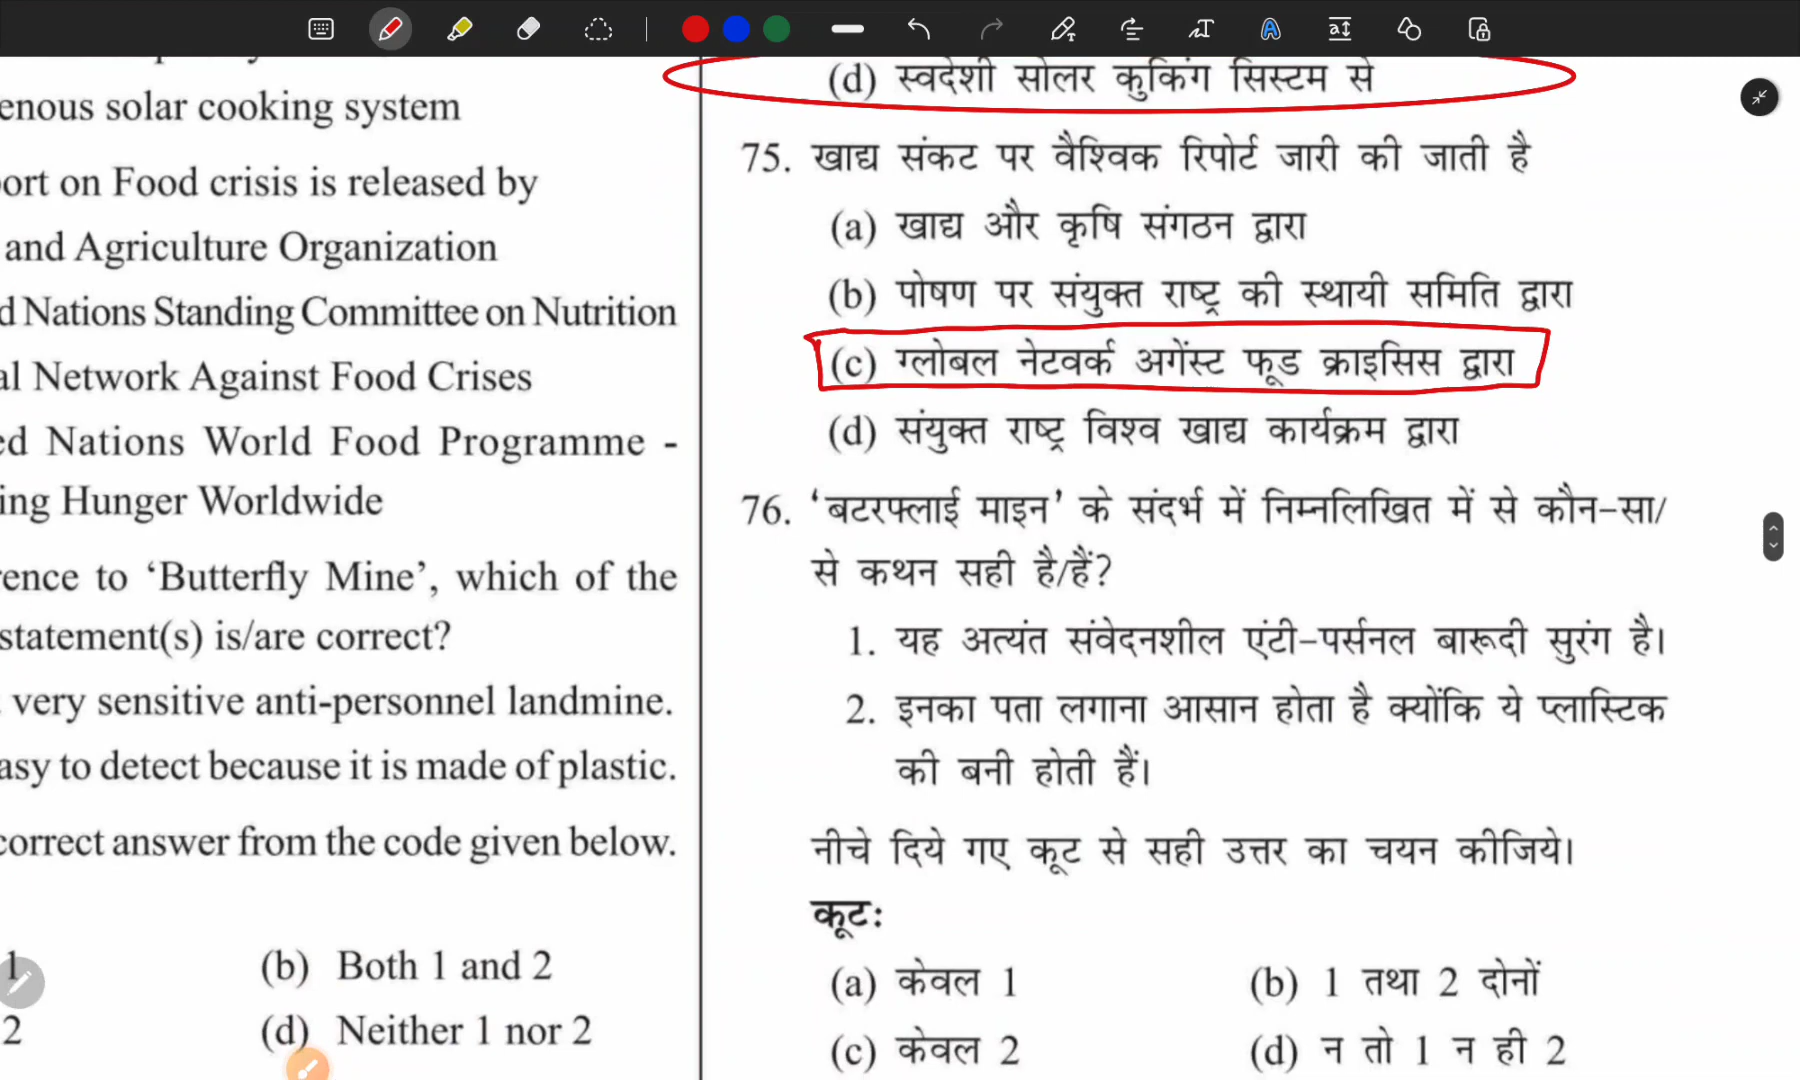 enous solar cooking system
ort on Food crisis is released by
and Agriculture Organization
d Nations Standing Committee on Nutrition
al Network Against Food Crises
ed Nations World Food Programme -
ing Hunger Worldwide
rence to ‘Butterfly Mine’, which of the
statement(s) is/are correct?
very sensitive anti-personnel landmine.
asy to detect because it is made of plastic.
correct answer from the code given below.
1
(b) Both 1 and 2
2
(d) Neither 1 nor 2
(d) स्वदेशी सोलर कुकिंग सिस्टम से
75. खाद्य संकट पर वैश्विक रिपोर्ट जारी की जाती है
(a) खाद्य और कृषि संगठन द्वारा
(b) पोषण पर संयुक्त राष्ट्र की स्थायी समिति द्वारा
(c) ग्लोबल नेटवर्क अगेंस्ट फूड क्राइसिस द्वारा
(d) संयुक्त राष्ट्र विश्व खाद्य कार्यक्रम द्वारा
76. ‘बटरफ्लाई माइन’ के संदर्भ में निम्नलिखित में से कौन-सा/
से कथन सही है/हैं?
1. यह अत्यंत संवेदनशील एंटी-पर्सनल बारूदी सुरंग है।
2. इनका पता लगाना आसान होता है क्योंकि ये प्लास्टिक
की बनी होती हैं।
नीचे दिये गए कूट से सही उत्तर का चयन कीजिये।
कूटः
(a) केवल 1
(b) 1 तथा 2 दोनों
(c) केवल 2
(d) न तो 1 न ही 2